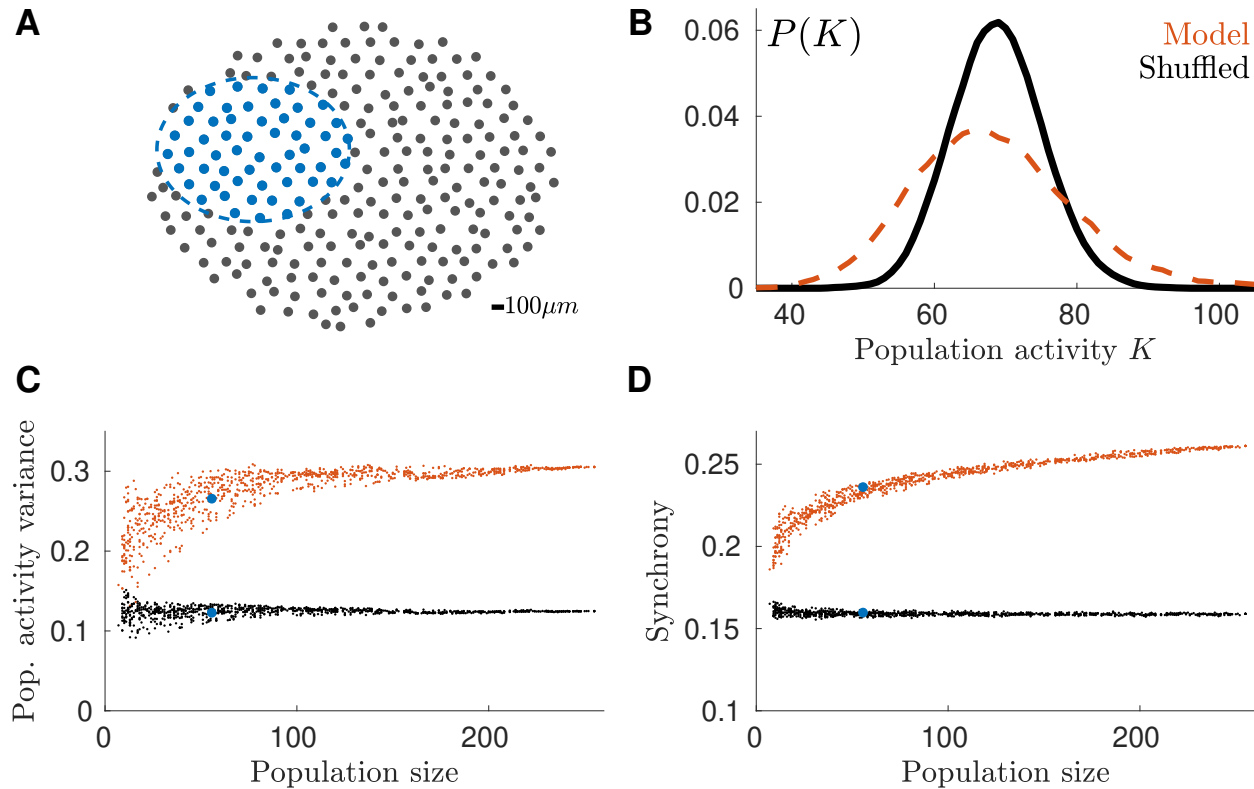 A
100μm
B
P(K)
Model
Shuffled
0.06
0.04
0.02
0
40 60 80 100
Population activity K
C
Pop. activity variance
0.3
0.2
0.1
0
0 100 200
Population size
D
Synchrony
0.25
0.2
0.15
0.1
0 100 200
Population size